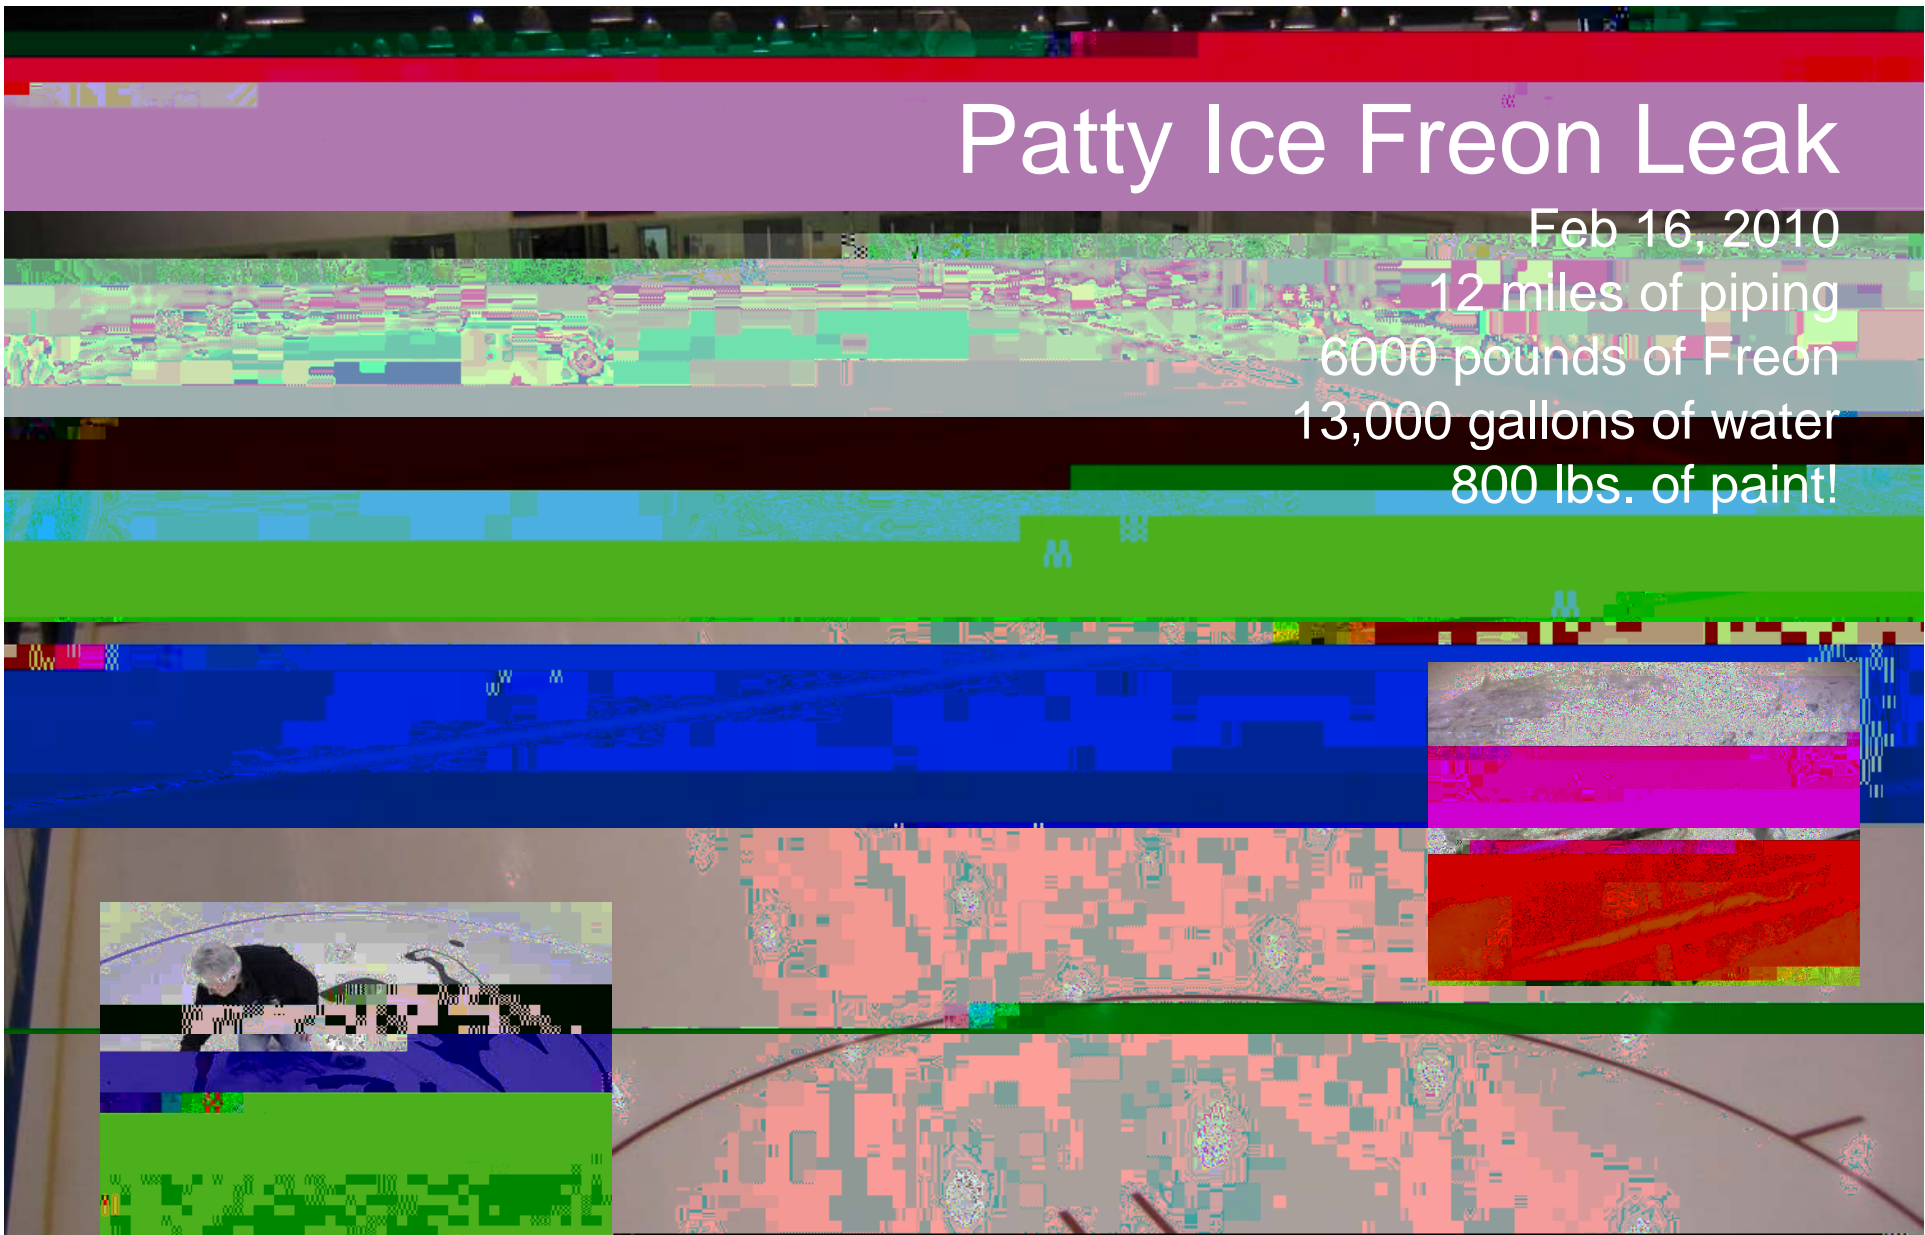 Patty Ice Freon Leak
Feb 16, 2010
12 miles of piping
6000 pounds of Freon
13,000 gallons of water
800 lbs. of paint!